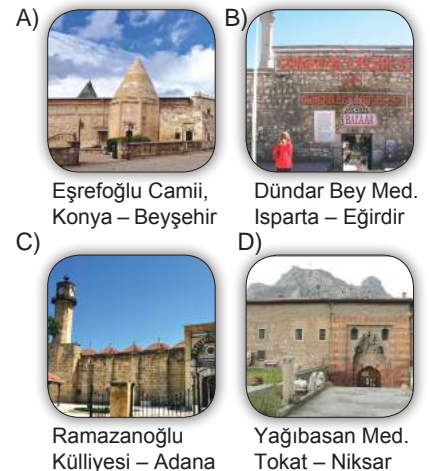 A)
B)
BAZAAR
Eşrefoğlu Camii,
Konya – Beyşehir
Dündar Bey Med.
Isparta – Eğirdir
C)
D)
Ramazanoğlu
Külliyesi – Adana
Yağıbasan Med.
Tokat – Niksar